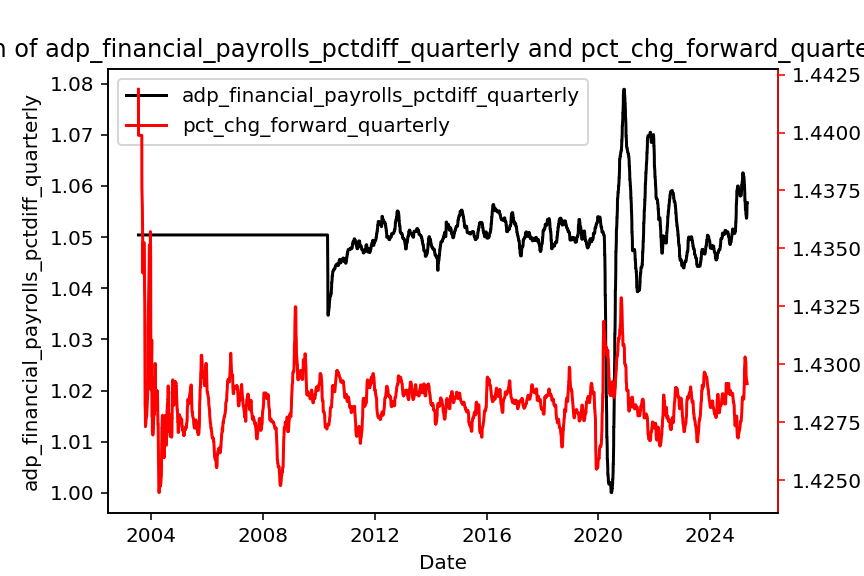 of adp_financial_payrolls_pctdiff_quarterly and pct_chg_forward_quarte
1.08
1.07
1.06
1.05
1.04
1.03
1.02
1.01
1.00
adp_financial_payrolls_pctdiff_quarterly
adp_financial_payrolls_pctdiff_quarterly
pct_chg_forward_quarterly
1.4425
1.4400
1.4375
1.4350
1.4325
1.4300
1.4275
1.4250
2004 2008 2012 2016 2020 2024
Date